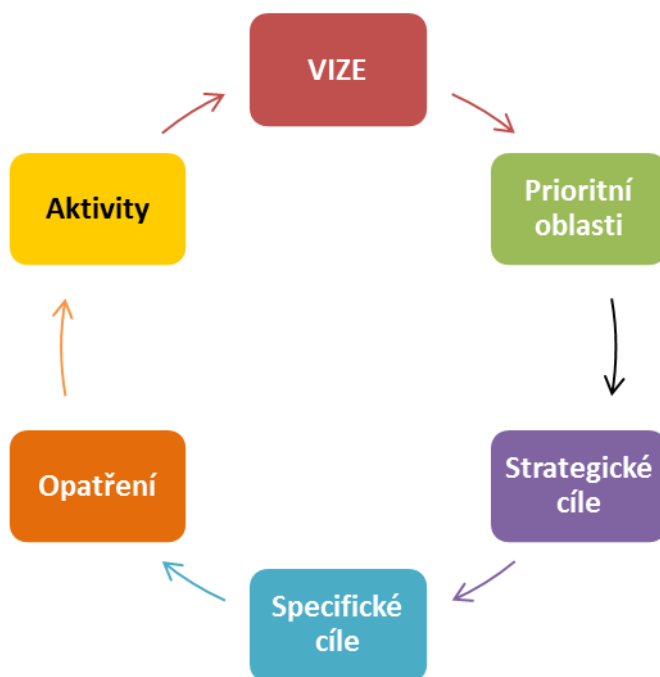 VIZE
Prioritní
oblasti
Strategické
cíle
Specifické
cíle
Opatření
Aktivity